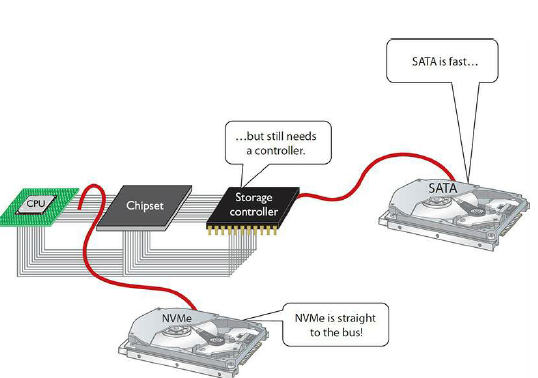 SATA is fast...
...but still needs
a controller.
CPU
Chipset
Storage
controller
SATA
NVMe
NVMe is straight
to the bus!